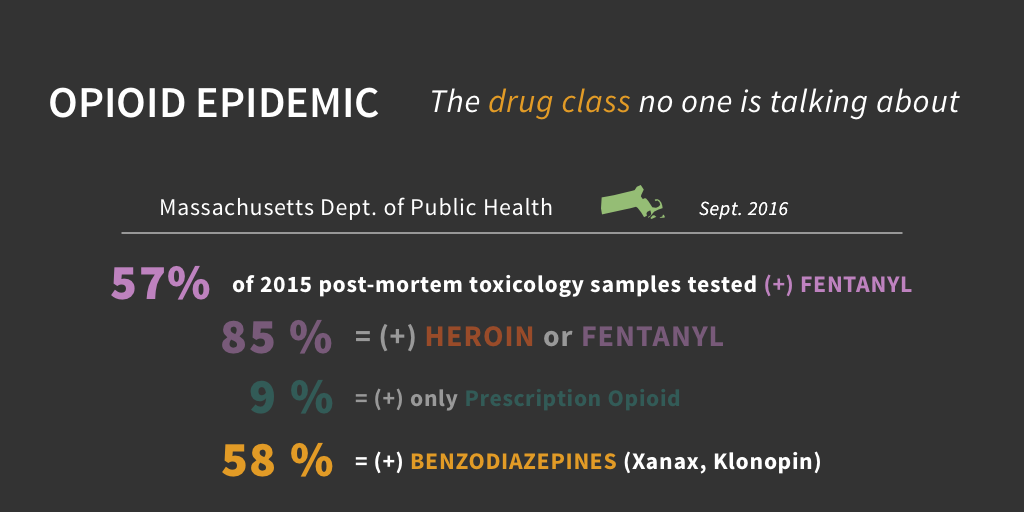 OPIOID EPIDEMIC The drug class no one is talking about
Massachusetts Dept. of Public Health Sept. 2016
57% of 2015 post-mortem toxicology samples tested (+) FENTANYL
85 % = (+) HEROIN or FENTANYL
9 % = (+) only Prescription Opioid
58 % = (+) BENZODIAZEPINES (Xanax, Klonopin)